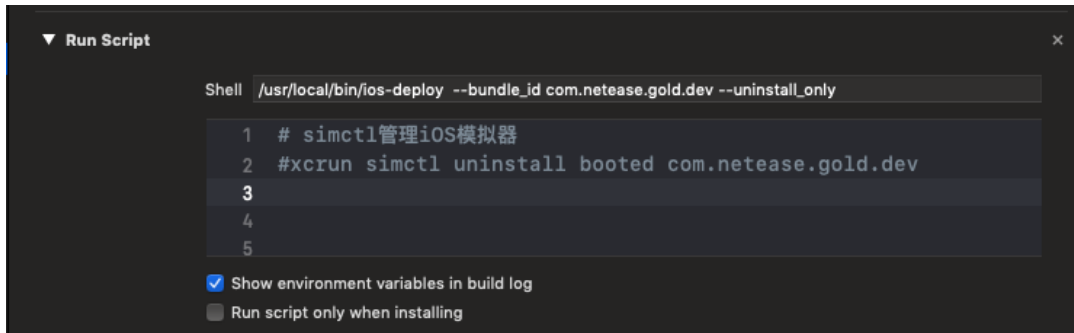 ▼ Run Script ×
Shell /usr/local/bin/ios-deploy --bundle_id com.netease.gold.dev --uninstall_only
1 # simctl管理iOS模拟器
2 #xcrun simctl uninstall booted com.netease.gold.dev
3
4
5
Show environment variables in build log
Run script only when installing